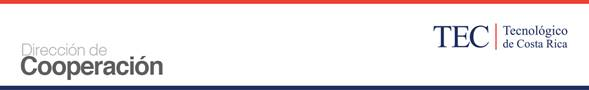 TEC Tecnológico
de Costa Rica
Dirección de
Cooperación